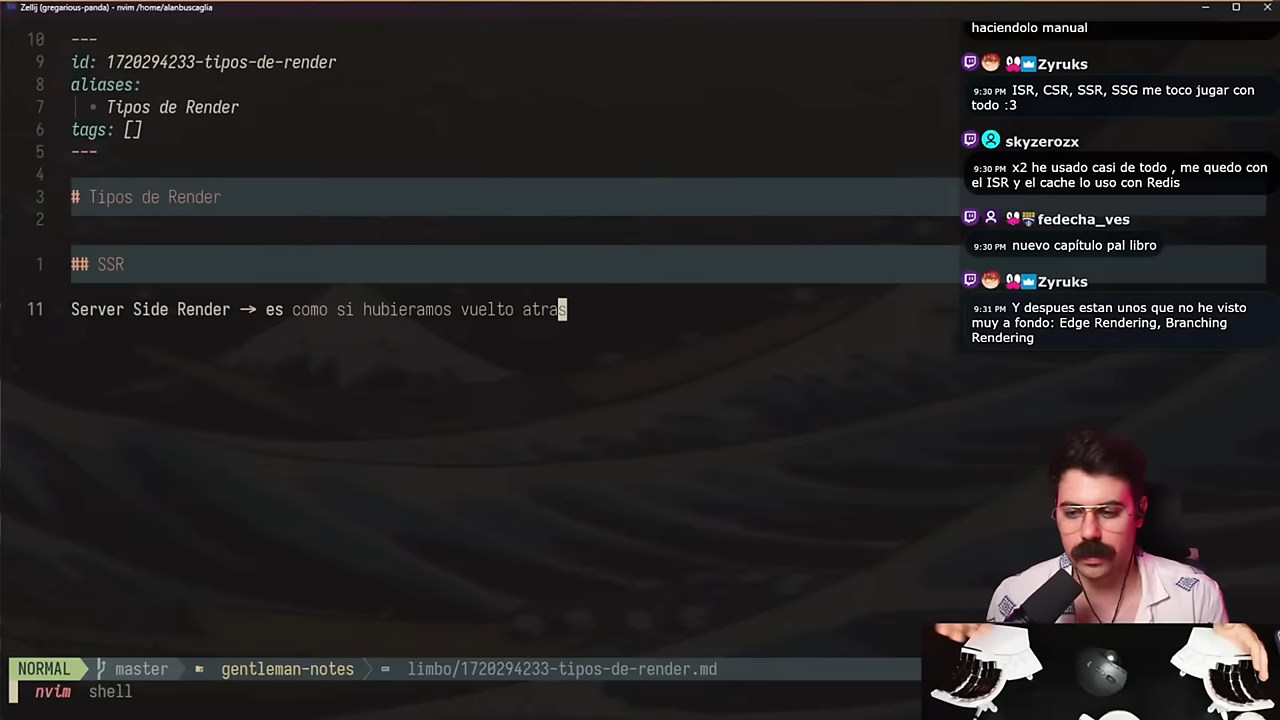 Zellij (gregarious-panda) - nvim /home/alanbuscaglia
10 ---
9 id: 1720294233-tipos-de-render
8 aliases:
7 • Tipos de Render
6 tags: []
5 ---
4
3 # Tipos de Render
2
1 ## SSR
11 Server Side Render → es como si hubieramos vuelto atras
haciendolo manual
Zyruks
9:30 PM ISR, CSR, SSR, SSG me toco jugar con
todo :3
skyzerozx
9:30 PM x2 he usado casi de todo , me quedo con
el ISR y el cache lo uso con Redis
fedecha_ves
9:30 PM nuevo capítulo pal libro
Zyruks
9:31 PM Y despues estan unos que no he visto
muy a fondo: Edge Rendering, Branching
Rendering
NORMAL master gentleman-notes limbo/1720294233-tipos-de-render.md
nvim shell